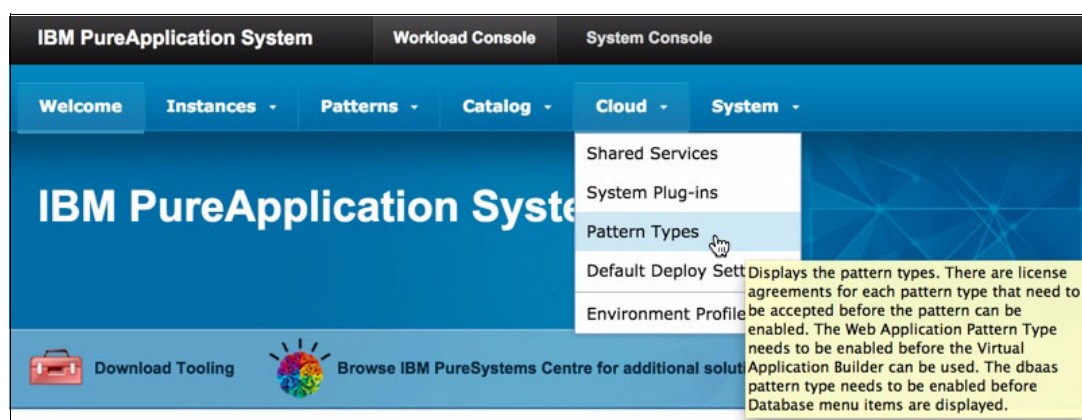 IBM PureApplication System Workload Console System Console
Welcome Instances Patterns Catalog Cloud System
Shared Services
System Plug-ins
IBM PureApplication Syste
Pattern Types
Default Deploy Sett
Environment Profile
Displays the pattern types. There are license
agreements for each pattern type that need to
be accepted before the pattern can be
enabled. The Web Application Pattern Type
needs to be enabled before the Virtual
Application Builder can be used. The dbaas
pattern type needs to be enabled before
Database menu items are displayed.
Download Tooling Browse IBM PureSystems Centre for additional soluti